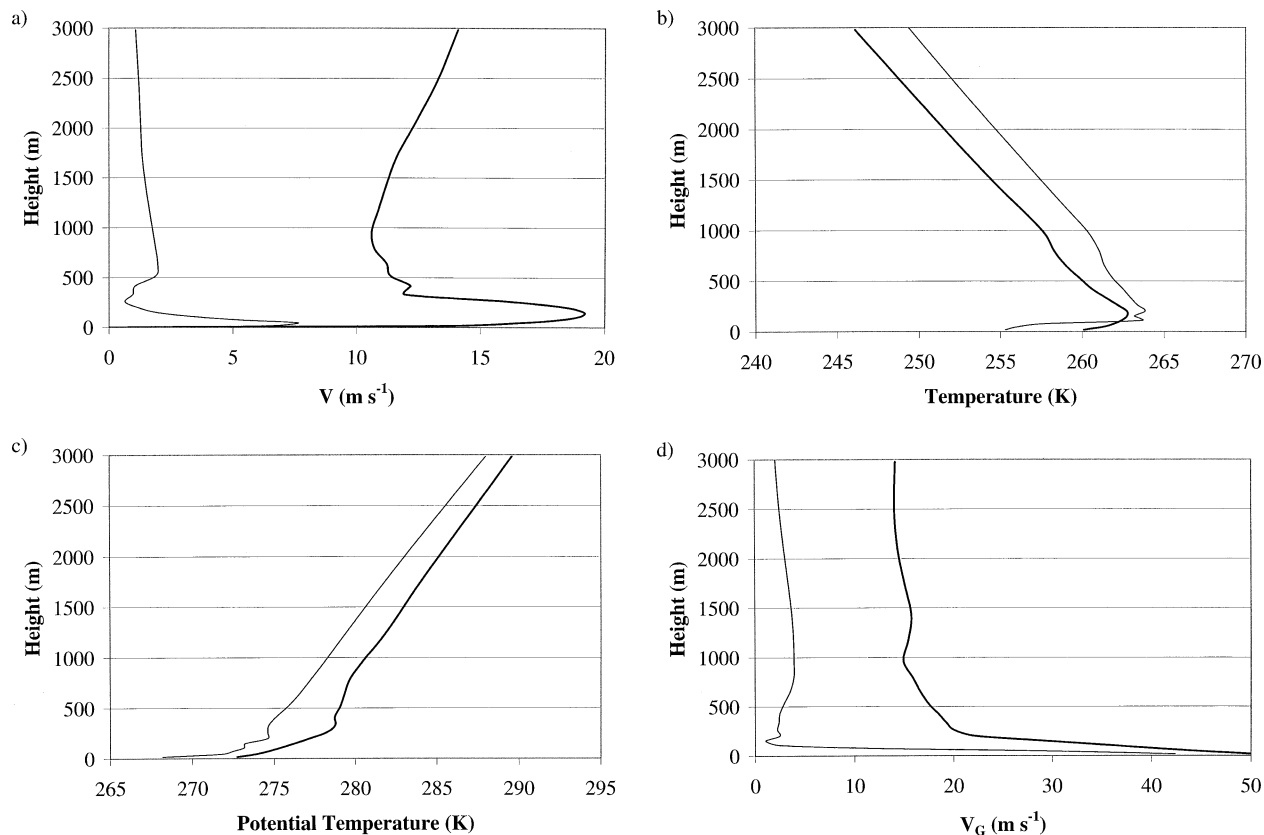 a)
3000
2500
2000
1500
1000
500
0
Height (m)
0 5 10 15 20
V (m s-1)
b)
3000
2500
2000
1500
1000
500
0
Height (m)
240 245 250 255 260 265 270
Temperature (K)
c)
3000
2500
2000
1500
1000
500
0
Height (m)
265 270 275 280 285 290 295
Potential Temperature (K)
d)
3000
2500
2000
1500
1000
500
0
Height (m)
0 10 20 30 40 50
VG (m s-1)